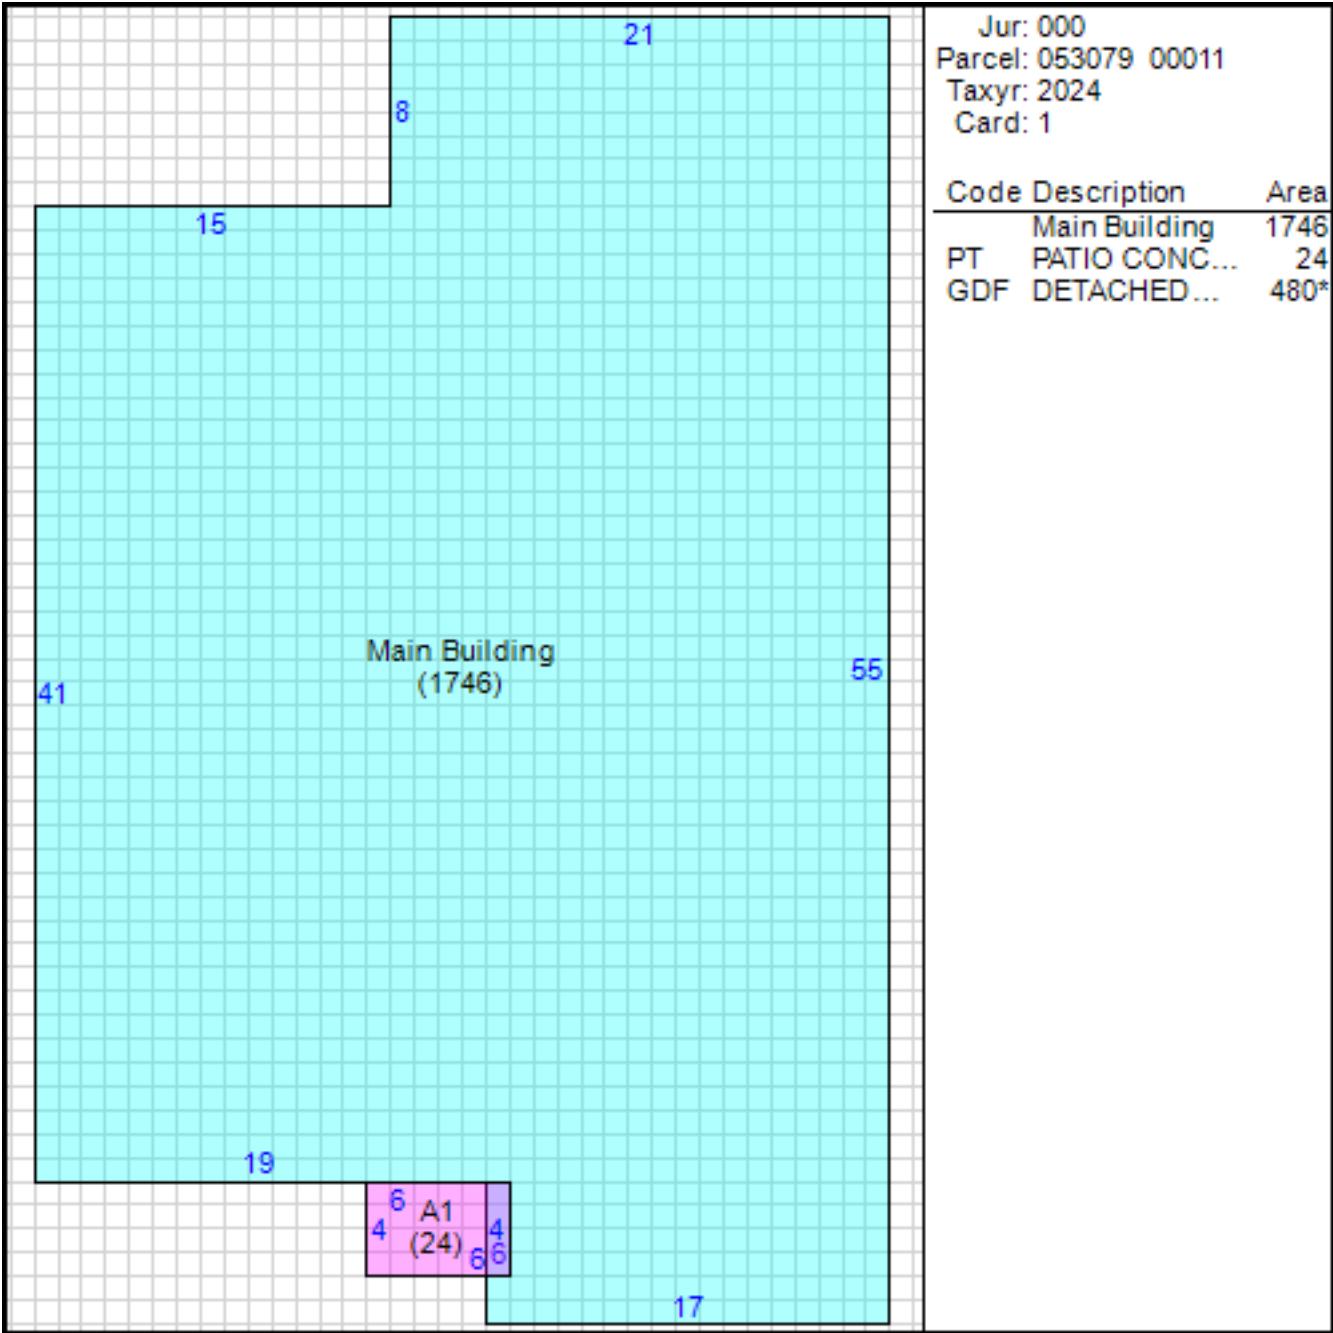 21
8
15
Main Building
(1746)
41
55
19
6
A1
4
4
(24)
6
6
17
Jur: 000
Parcel: 053079 00011
Taxyr: 2024
Card: 1
Code Description Area
Main Building 1746
PT PATIO CONC... 24
GDF DETACHED... 480*